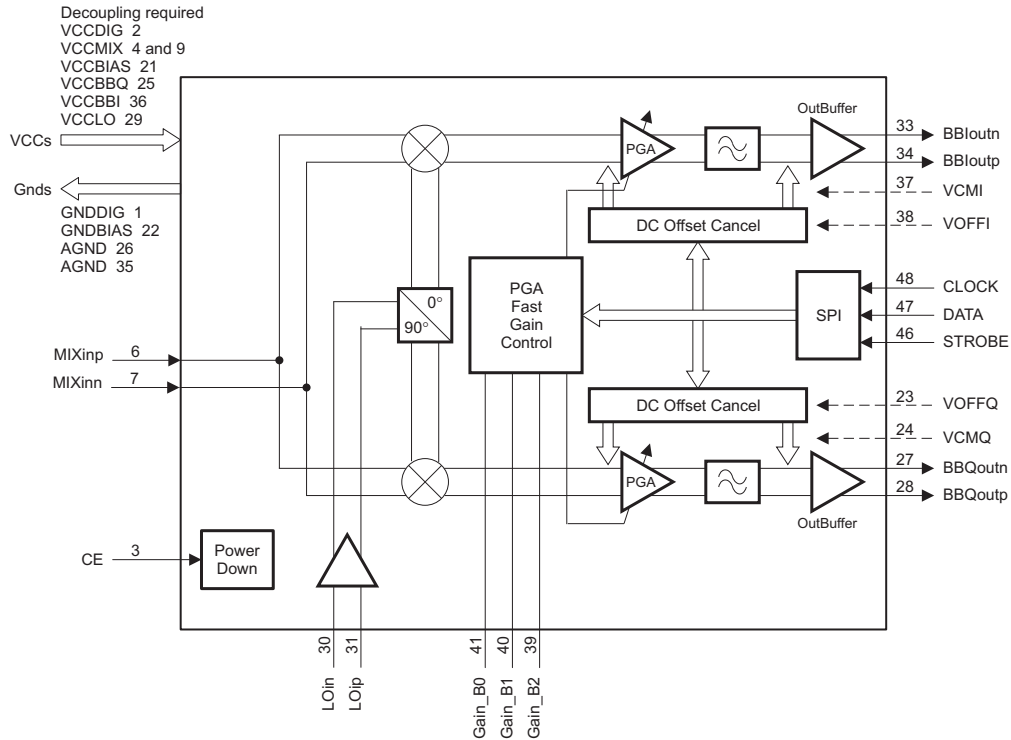 Decoupling required
VCCDIG 2
VCCMIX 4 and 9
VCCBIAS 21
VCCBBQ 25
VCCBBI 36
VCCLO 29
VCCs
Gnds
GNDDIG 1
GNDBIAS 22
AGND 26
AGND 35
OutBuffer
PGA
33 BBIoutn
34 BBIoutp
37 VCMI
DC Offset Cancel
38 VOFFI
PGA
Fast
Gain
Control
SPI
48 CLOCK
47 DATA
46 STROBE
0°
90°
MIXinp 6
MIXinn 7
DC Offset Cancel
23 VOFFQ
24 VCMQ
PGA
27 BBQoutn
28 BBQoutp
OutBuffer
CE 3
Power
Down
30 LOin
31 LOip
41 Gain_B0
40 Gain_B1
39 Gain_B2